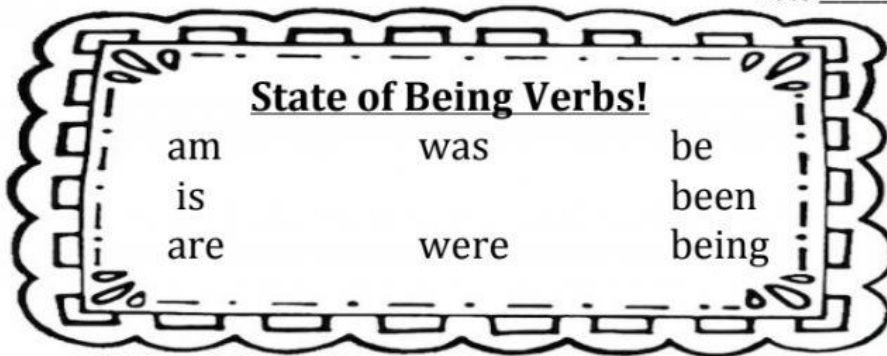 State of Being Verbs!
am was be
is been
are were being